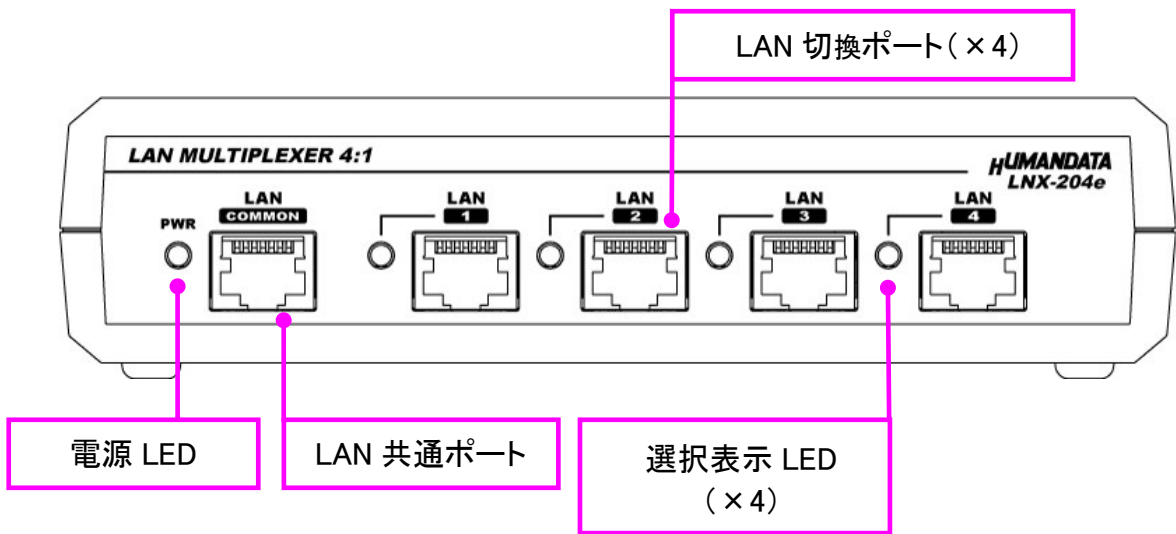 LAN 切換ポート(×4)
LAN MULTIPLEXER 4:1
HUMANDATA
LNX-204e
PWR
LAN
COMMON
LAN
1
LAN
2
LAN
3
LAN
4
電源 LED
LAN 共通ポート
選択表示 LED
(×4)